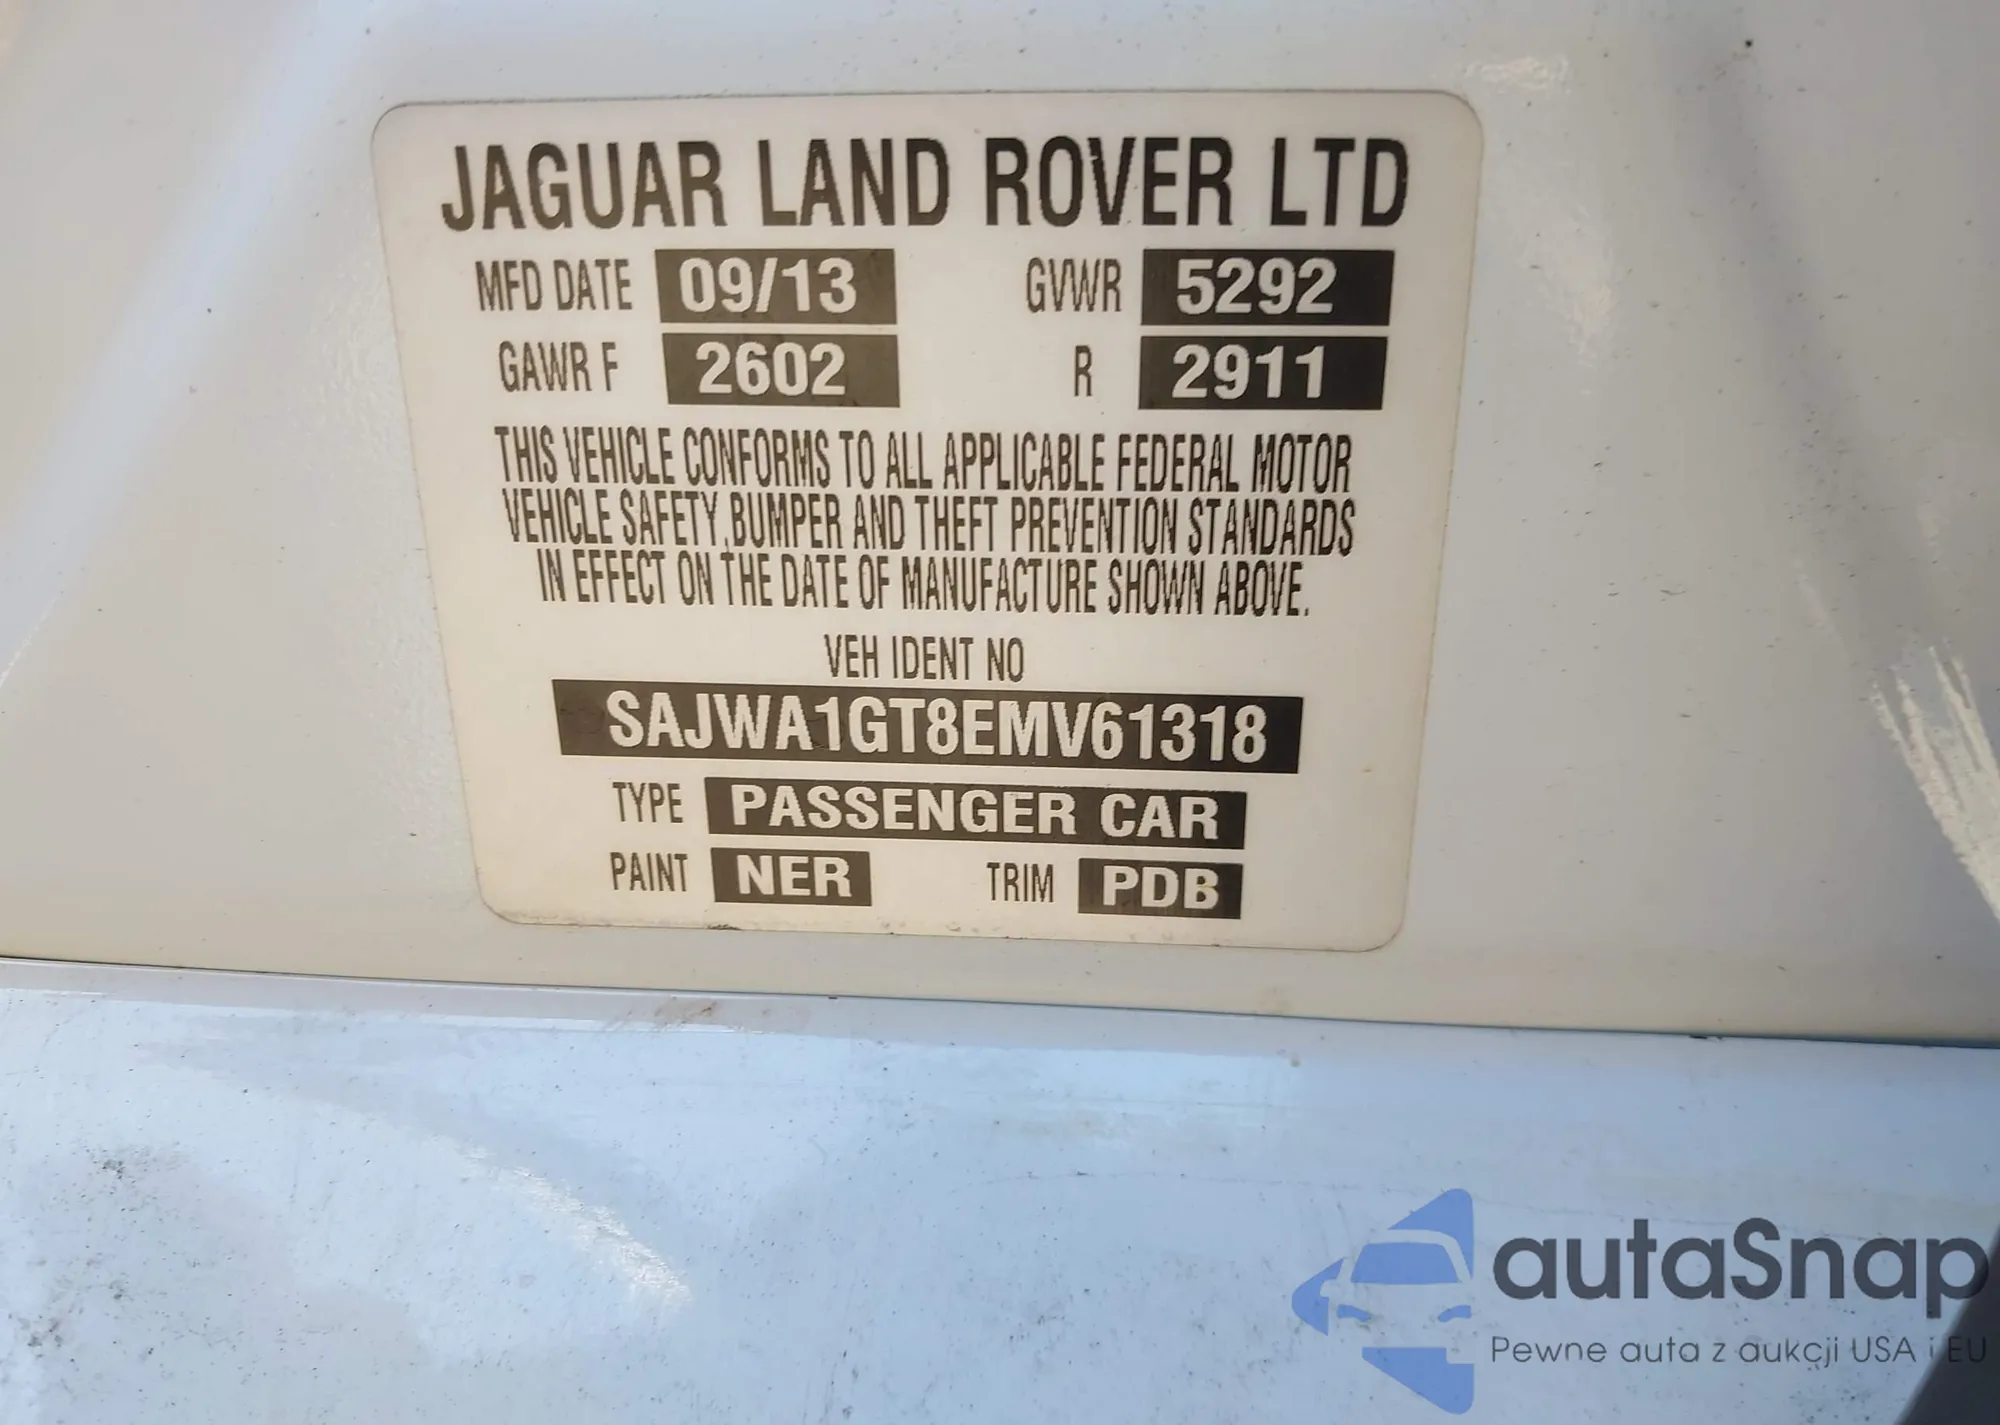 JAGUAR LAND ROVER LTD
MFD DATE 09/13 GVWR 5292
GAWR F 2602 R 2911
THIS VEHICLE CONFORMS TO ALL APPLICABLE FEDERAL MOTOR
VEHICLE SAFETY, BUMPER AND THEFT PREVENTION STANDARDS
IN EFFECT ON THE DATE OF MANUFACTURE SHOWN ABOVE.
VEH IDENT NO
SAJWA1GT8EMV61318
TYPE PASSENGER CAR
PAINT NER TRIM PDB
autaSnap
Pewne auta z aukcji USA i EU